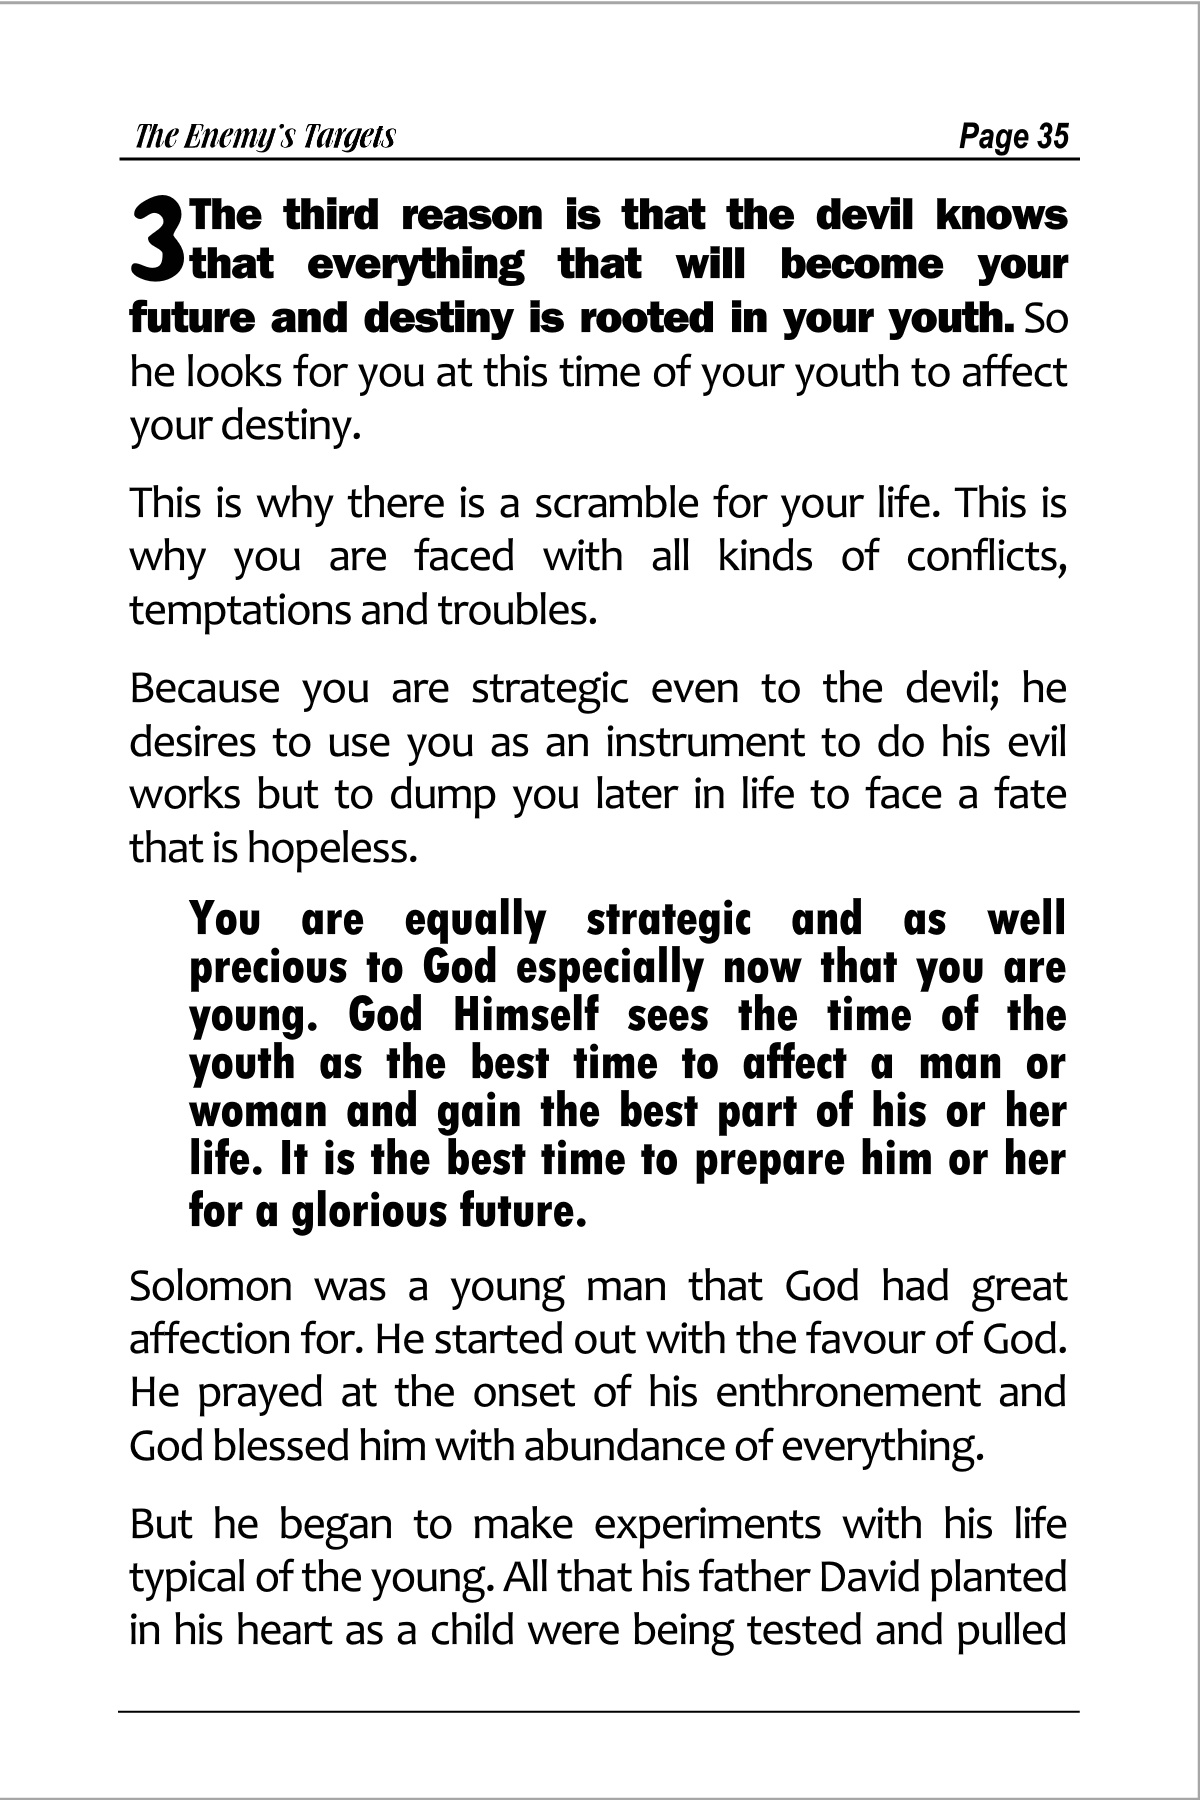 The Enemy's Targets Page 35
3 The third reason is that the devil knows
that everything that will become your
future and destiny is rooted in your youth. So
he looks for you at this time of your youth to affect
your destiny.
This is why there is a scramble for your life. This is
why you are faced with all kinds of conflicts,
temptations and troubles.
Because you are strategic even to the devil; he
desires to use you as an instrument to do his evil
works but to dump you later in life to face a fate
that is hopeless.
You are equally strategic and as well
precious to God especially now that you are
young. God Himself sees the time of the
youth as the best time to affect a man or
woman and gain the best part of his or her
life. It is the best time to prepare him or her
for a glorious future.
Solomon was a young man that God had great
affection for. He started out with the favour of God.
He prayed at the onset of his enthronement and
God blessed him with abundance of everything.
But he began to make experiments with his life
typical of the young. All that his father David planted
in his heart as a child were being tested and pulled